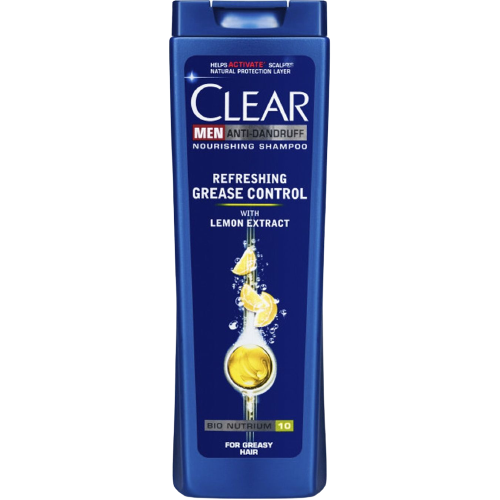 HELPS ACTIVATE* SCALP'S
NATURAL PROTECTION LAYER
CLEAR
MEN ANTI-DANDRUFF
NOURISHING SHAMPOO
REFRESHING
GREASE CONTROL
WITH
LEMON EXTRACT
BIO NUTRIUM 10
FOR GREASY
HAIR